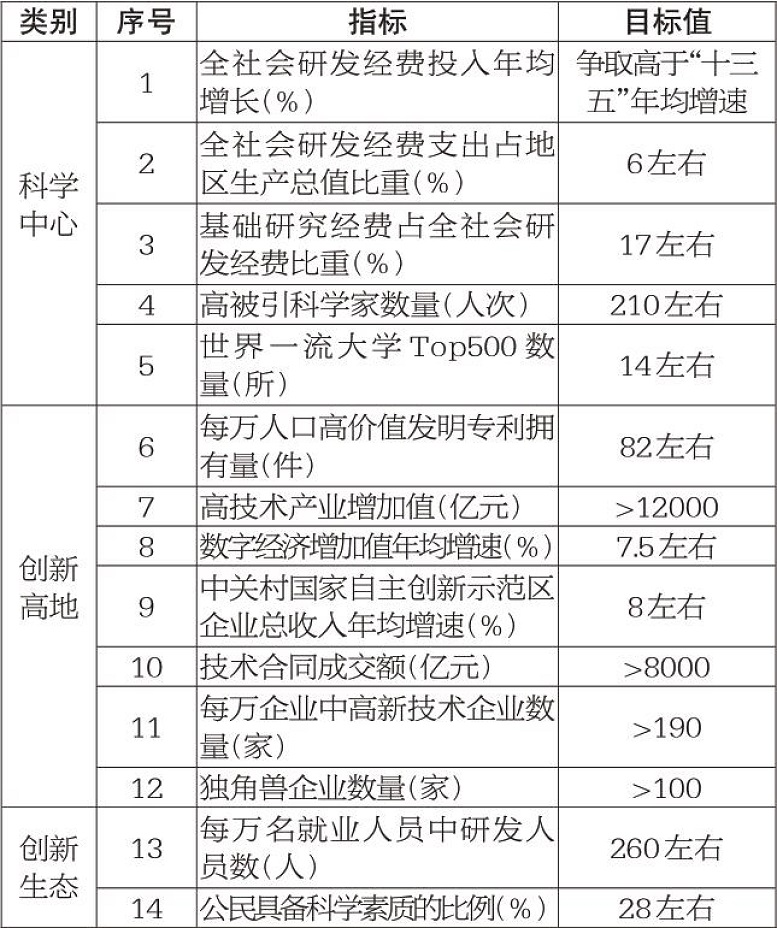 类别 序号 指标 目标值
科学
中心
1 全社会研发经费投入年均
增长(%) 争取高于“十三
五”年均增速
2 全社会研发经费支出占地
区生产总值比重(%) 6左右
3 基础研究经费占全社会研
发经费比重(%) 17左右
4 高被引科学家数量(人次) 210左右
5 世界一流大学Top500数
量(所) 14左右
创新
高地
6 每万人口高价值发明专利拥
有量(件) 82左右
7 高技术产业增加值(亿元) >12000
8 数字经济增加值年均增速(%) 7.5左右
9 中关村国家自主创新示范区
企业总收入年均增速(%) 8左右
10 技术合同成交额(亿元) >8000
11 每万企业中高新技术企业数
量(家) >190
12 独角兽企业数量(家) >100
创新
生态
13 每万名就业人员中研发人
员数(人) 260左右
14 公民具备科学素质的比例(%) 28左右